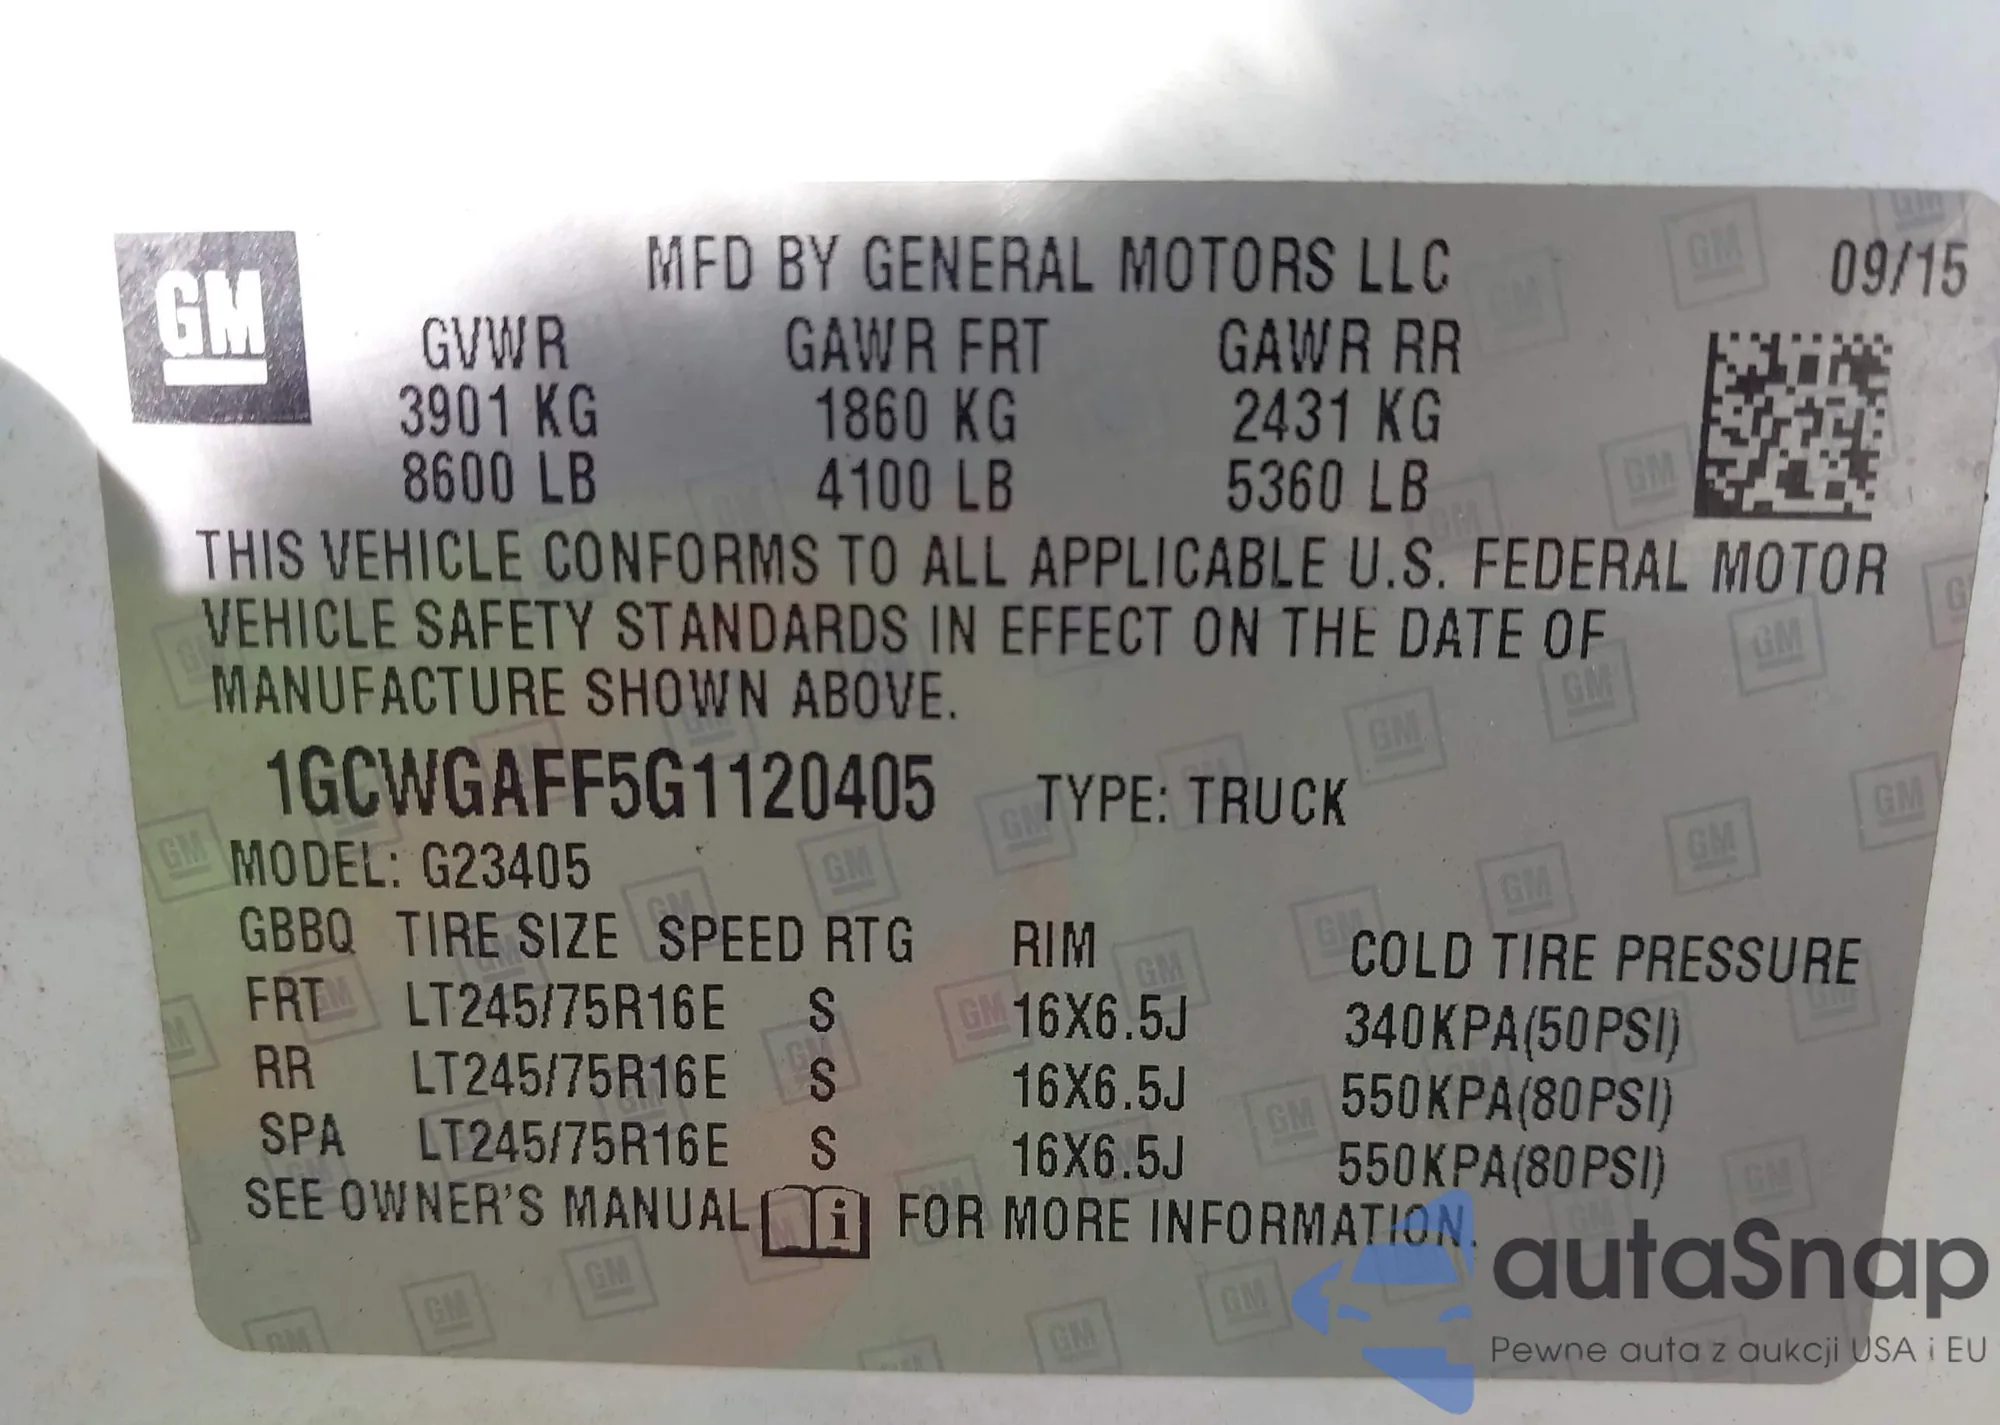 GM
MFD BY GENERAL MOTORS LLC 09/15
GVWR GAWR FRT GAWR RR
3901 KG 1860 KG 2431 KG
8600 LB 4100 LB 5360 LB
THIS VEHICLE CONFORMS TO ALL APPLICABLE U.S. FEDERAL MOTOR
VEHICLE SAFETY STANDARDS IN EFFECT ON THE DATE OF
MANUFACTURE SHOWN ABOVE.
1GCWGAFF5G1120405 TYPE: TRUCK
MODEL: G23405
GBBQ TIRE SIZE SPEED RTG RIM COLD TIRE PRESSURE
FRT LT245/75R16E S 16X6.5J 340KPA(50PSI)
RR LT245/75R16E S 16X6.5J 550KPA(80PSI)
SPA LT245/75R16E S 16X6.5J 550KPA(80PSI)
SEE OWNER'S MANUAL i FOR MORE INFORMATION.
autaSnap
Pewne auta z aukcji USA i EU